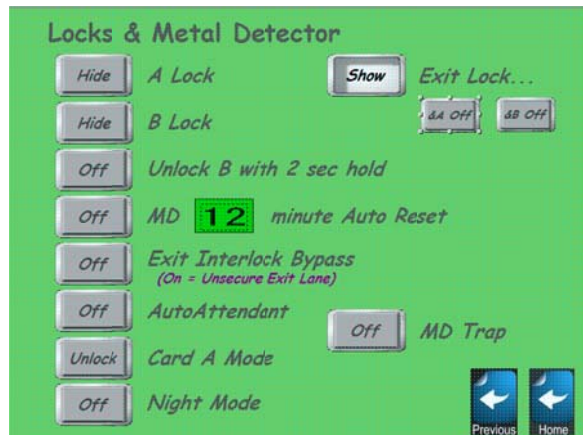 Locks & Metal Detector
Hide A Lock Show Exit Lock...
&A Off &B Off
Hide B Lock
Off Unlock B with 2 sec hold
Off MD 12 minute Auto Reset
Off Exit Interlock Bypass
(On = Unsecure Exit Lane)
Off AutoAttendant
Off MD Trap
Unlock Card A Mode
Off Night Mode
Previous Home